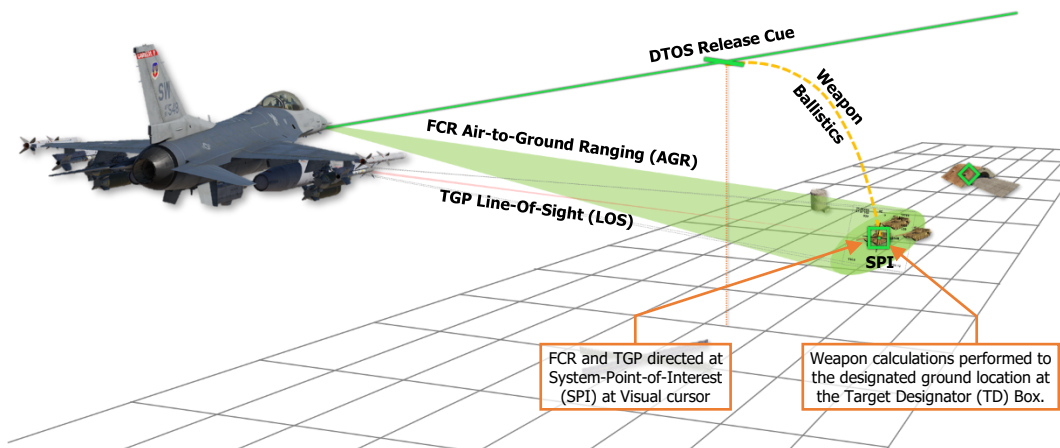 DTOS Release Cue
Weapon
Ballistics
FCR Air-to-Ground Ranging (AGR)
TGP Line-Of-Sight (LOS)
SW
SPI
FCR and TGP directed at
System-Point-of-Interest
(SPI) at Visual cursor
Weapon calculations performed to
the designated ground location at
the Target Designator (TD) Box.